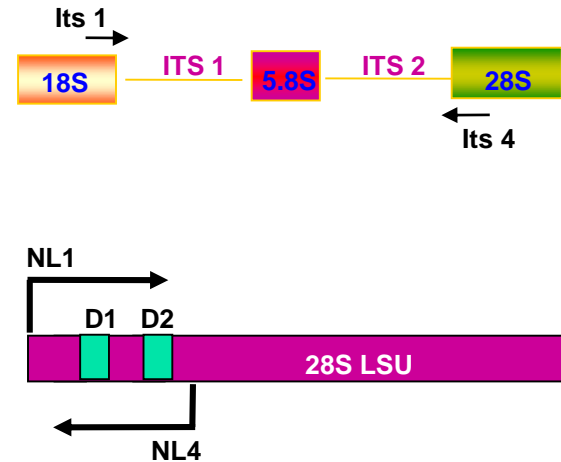 Its 1
ITS 1 ITS 2
18S 5.8S 28S
Its 4
NL1
D1 D2
28S LSU
NL4